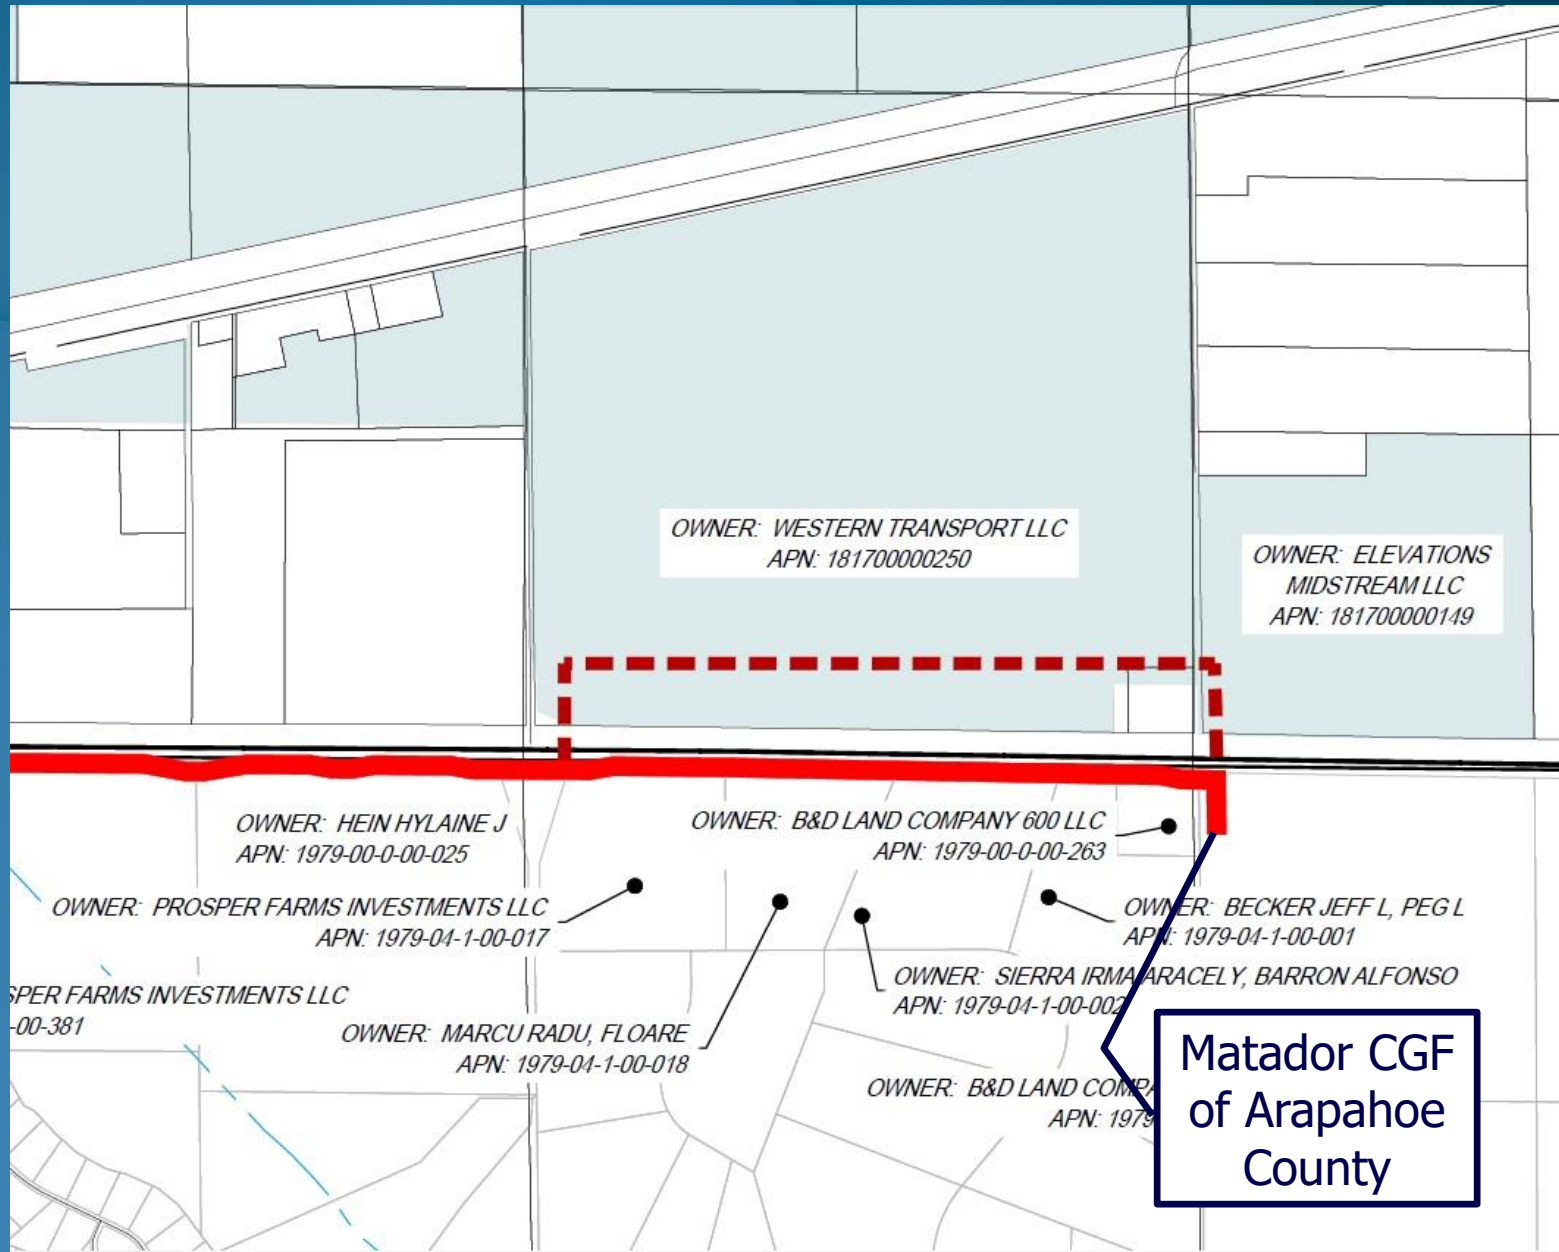 OWNER: WESTERN TRANSPORT LLC
APN: 181700000250
OWNER: ELEVATIONS
MIDSTREAM LLC
APN: 181700000149
OWNER: HEIN HYLAINE J
APN: 1979-00-0-00-025
OWNER: B&D LAND COMPANY 600 LLC
APN: 1979-00-0-00-263
OWNER: PROSPER FARMS INVESTMENTS LLC
APN: 1979-04-1-00-017
OWNER: BECKER JEFF L, PEG L
APN: 1979-04-1-00-001
FARMS INVESTMENTS LLC
-00-381
OWNER: SIERRA IRMA ARACELY, BARRON ALFONSO
APN: 1979-04-1-00-002
OWNER: MARCU RADU, FLOARE
APN: 1979-04-1-00-018
OWNER: B&D LAND
APN: 1979
Matador CGF
of Arapahoe
County